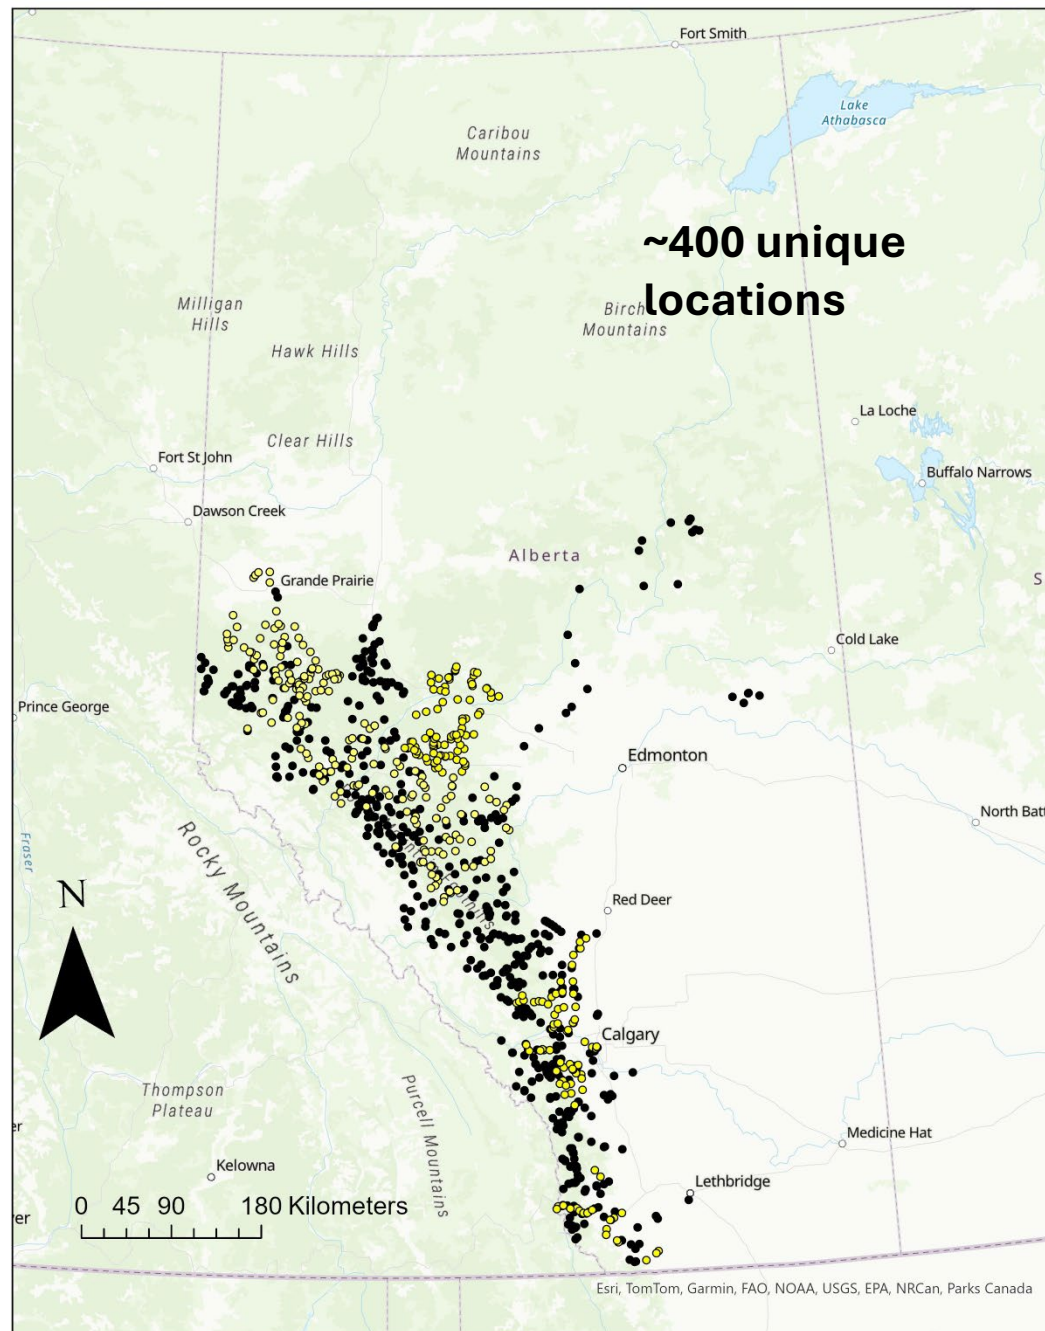 Fort Smith
Lake
Athabasca
Caribou
Mountains
~400 unique
locations
Milligan
Hills
Birch
Mountains
Hawk Hills
La Loche
Clear Hills
Fort St John
Buffalo Narrows
Dawson Creek
Alberta
Grande Prairie
S
Cold Lake
Prince George
Edmonton
North Batt
Fraser
Rocky Mountains
N
Red Deer
Calgary
Thompson
Plateau
Purcell Mountains
er
Medicine Hat
Kelowna
Lethbridge
0 45 90 180 Kilometers
ver
Esri, TomTom, Garmin, FAO, NOAA, USGS, EPA, NRCan, Parks Canada